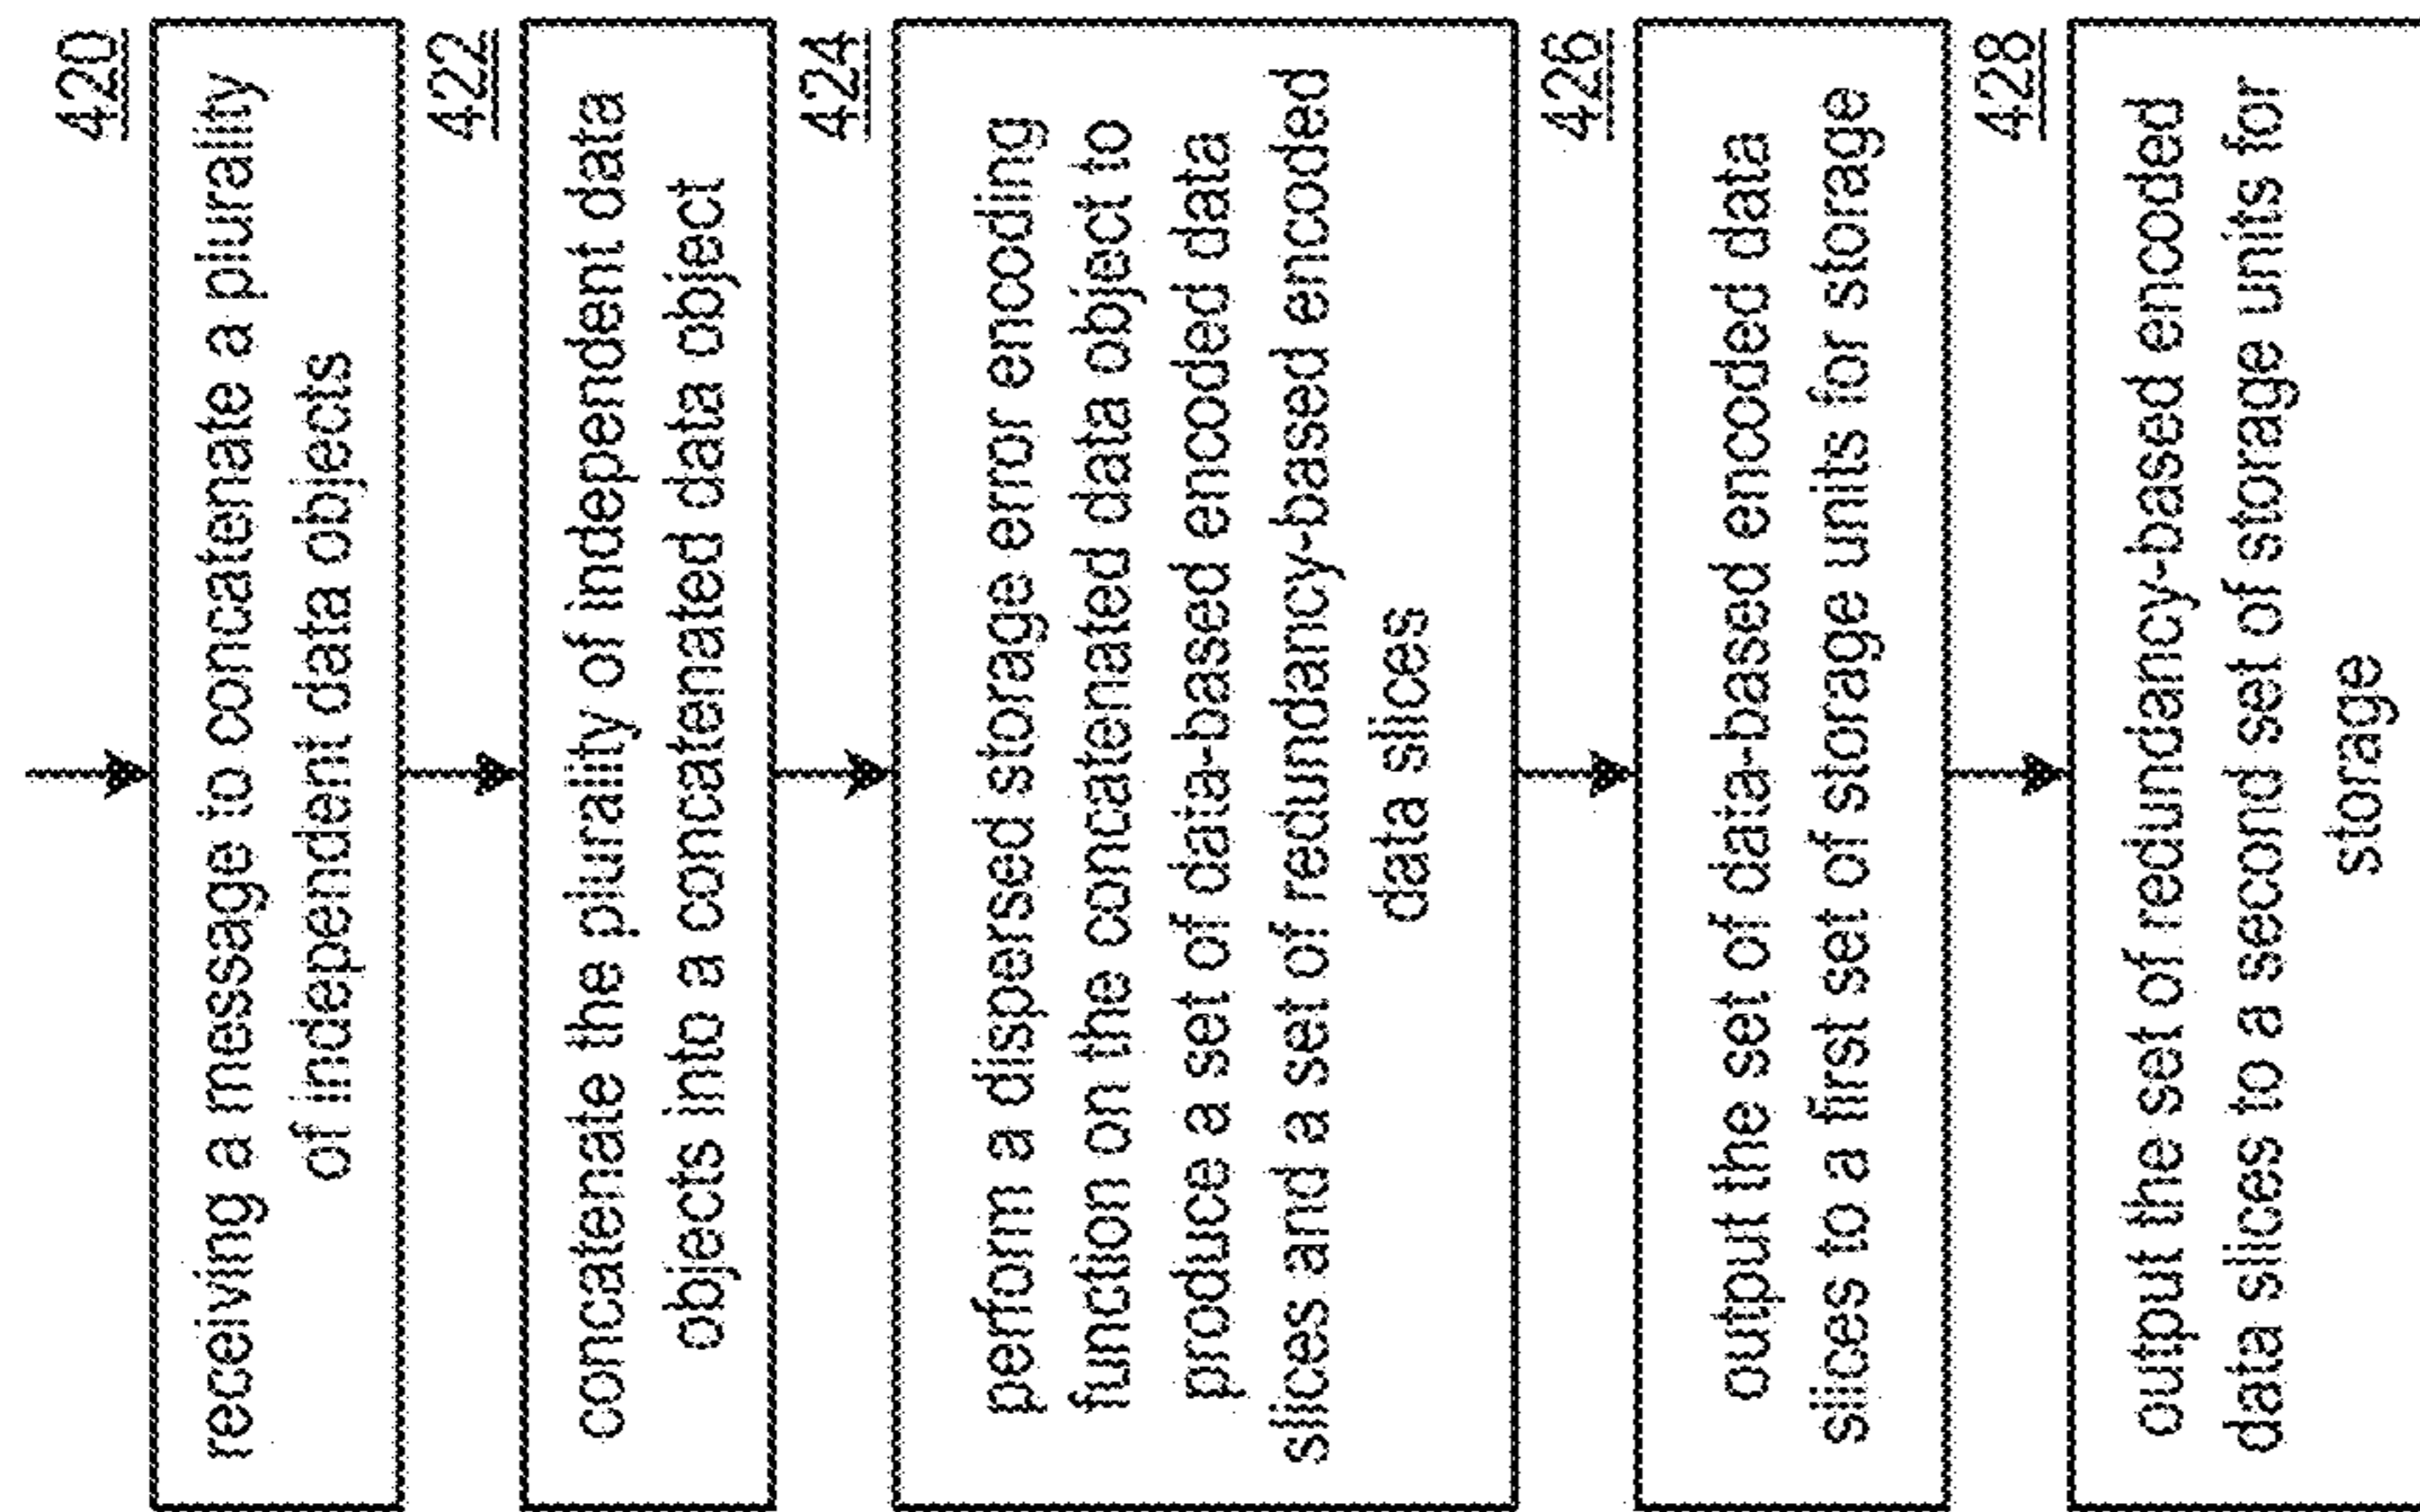 420
receiving a message to concatenate a plurality
of independent data objects
422
concatenate the plurality of independent data
objects into a concatenated data object
424
perform a dispersed storage error encoding
function on the concatenated data object to
produce a set of data-based encoded data
slices and a set of redundancy-based encoded
data slices
426
output the set of data-based encoded data
slices to a first set of storage units for storage
428
output the set of redundancy-based encoded
data slices to a second set of storage units for
storage